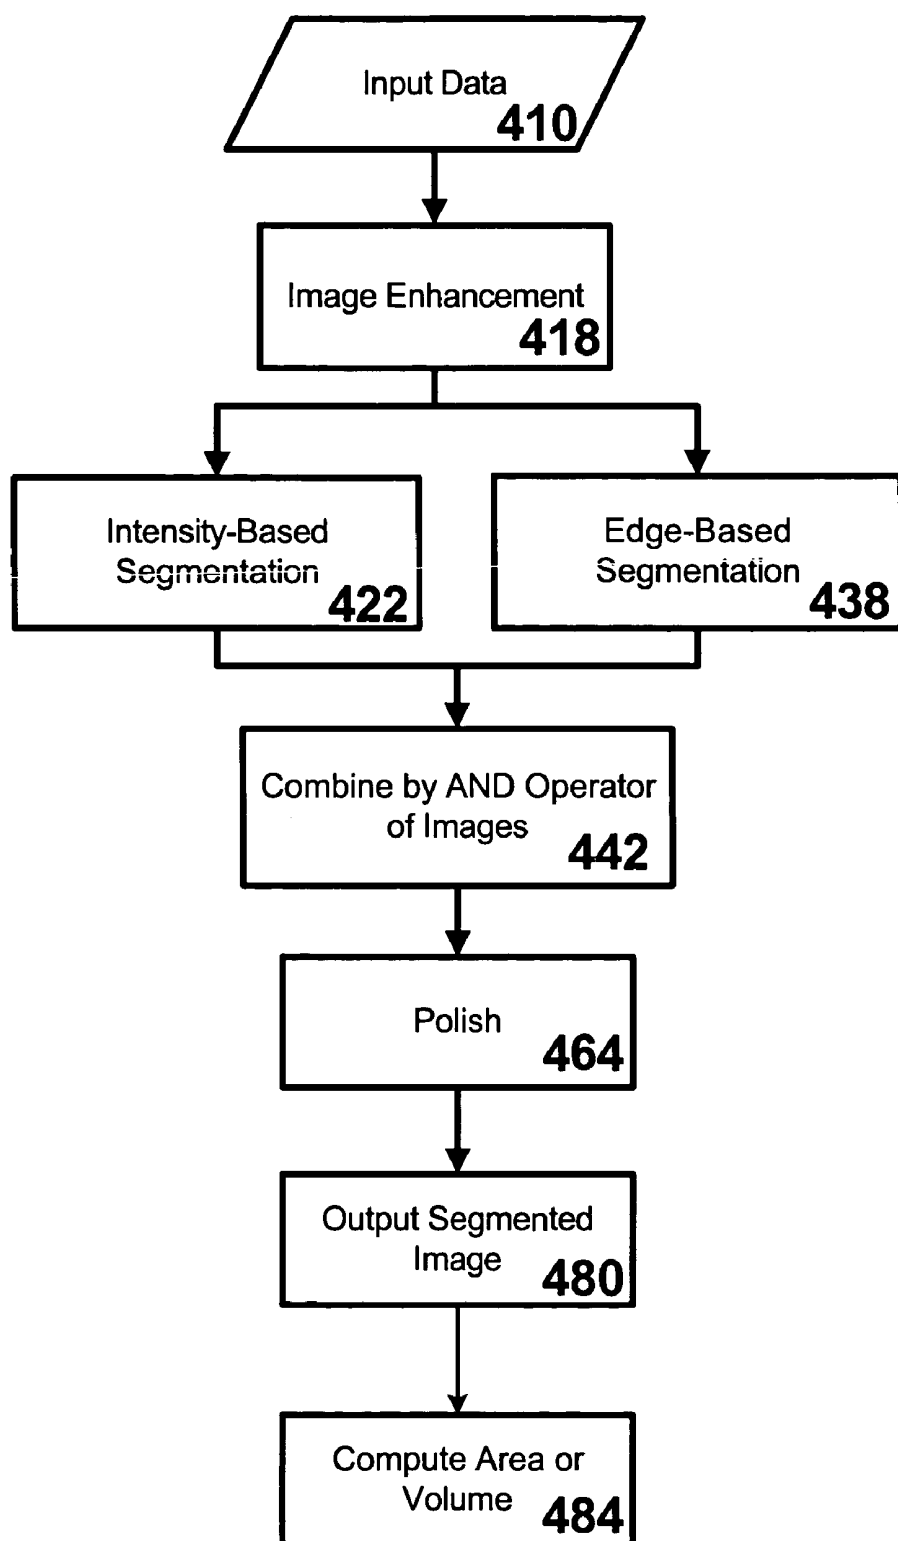 Input Data
410
Image Enhancement
418
Intensity-Based
Segmentation
422
Edge-Based
Segmentation
438
Combine by AND Operator
of Images
442
Polish
464
Output Segmented
Image
480
Compute Area or
Volume
484